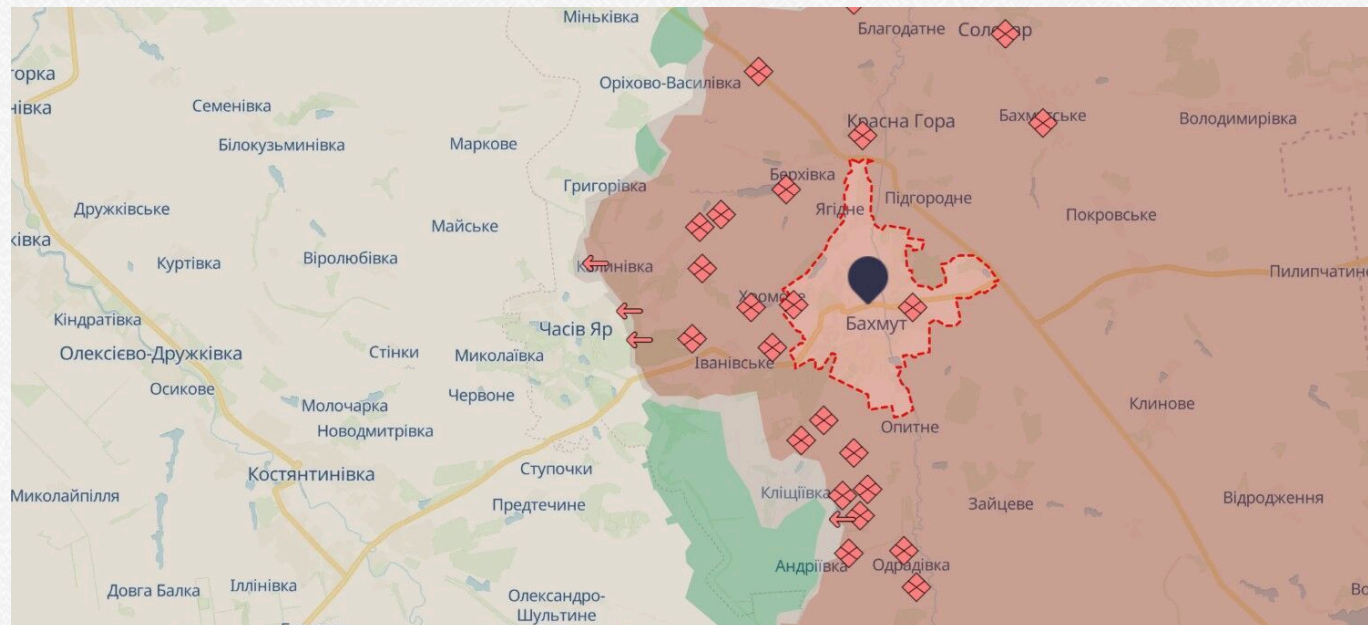 Міньківка
Благодатне
Соледар
горка
Оріхово-Василівка
нівка
Семенівка
Красна Гора
Бахмутське
Володимирівка
Білокузьминівка
Маркове
Григорівка
Берхівка
Підгородне
Ягідне
Дружківське
Покровське
Майське
ківка
Куртівка
Віролюбівка
Калинівка
Пилипчатине
Хромове
Кіндратівка
Часів Яр
Бахмут
Олексієво-Дружківка
Стінки
Миколаївка
Іванівське
Осикове
Червоне
Молочарка
Клинове
Новодмитрівка
Опитне
Костянтинівка
Ступочки
Миколайпілля
Кліщіївка
Предтечине
Зайцеве
Відродження
Андріївка
Одрадівка
Довга Балка
Іллінівка
Олександро-
Шультине